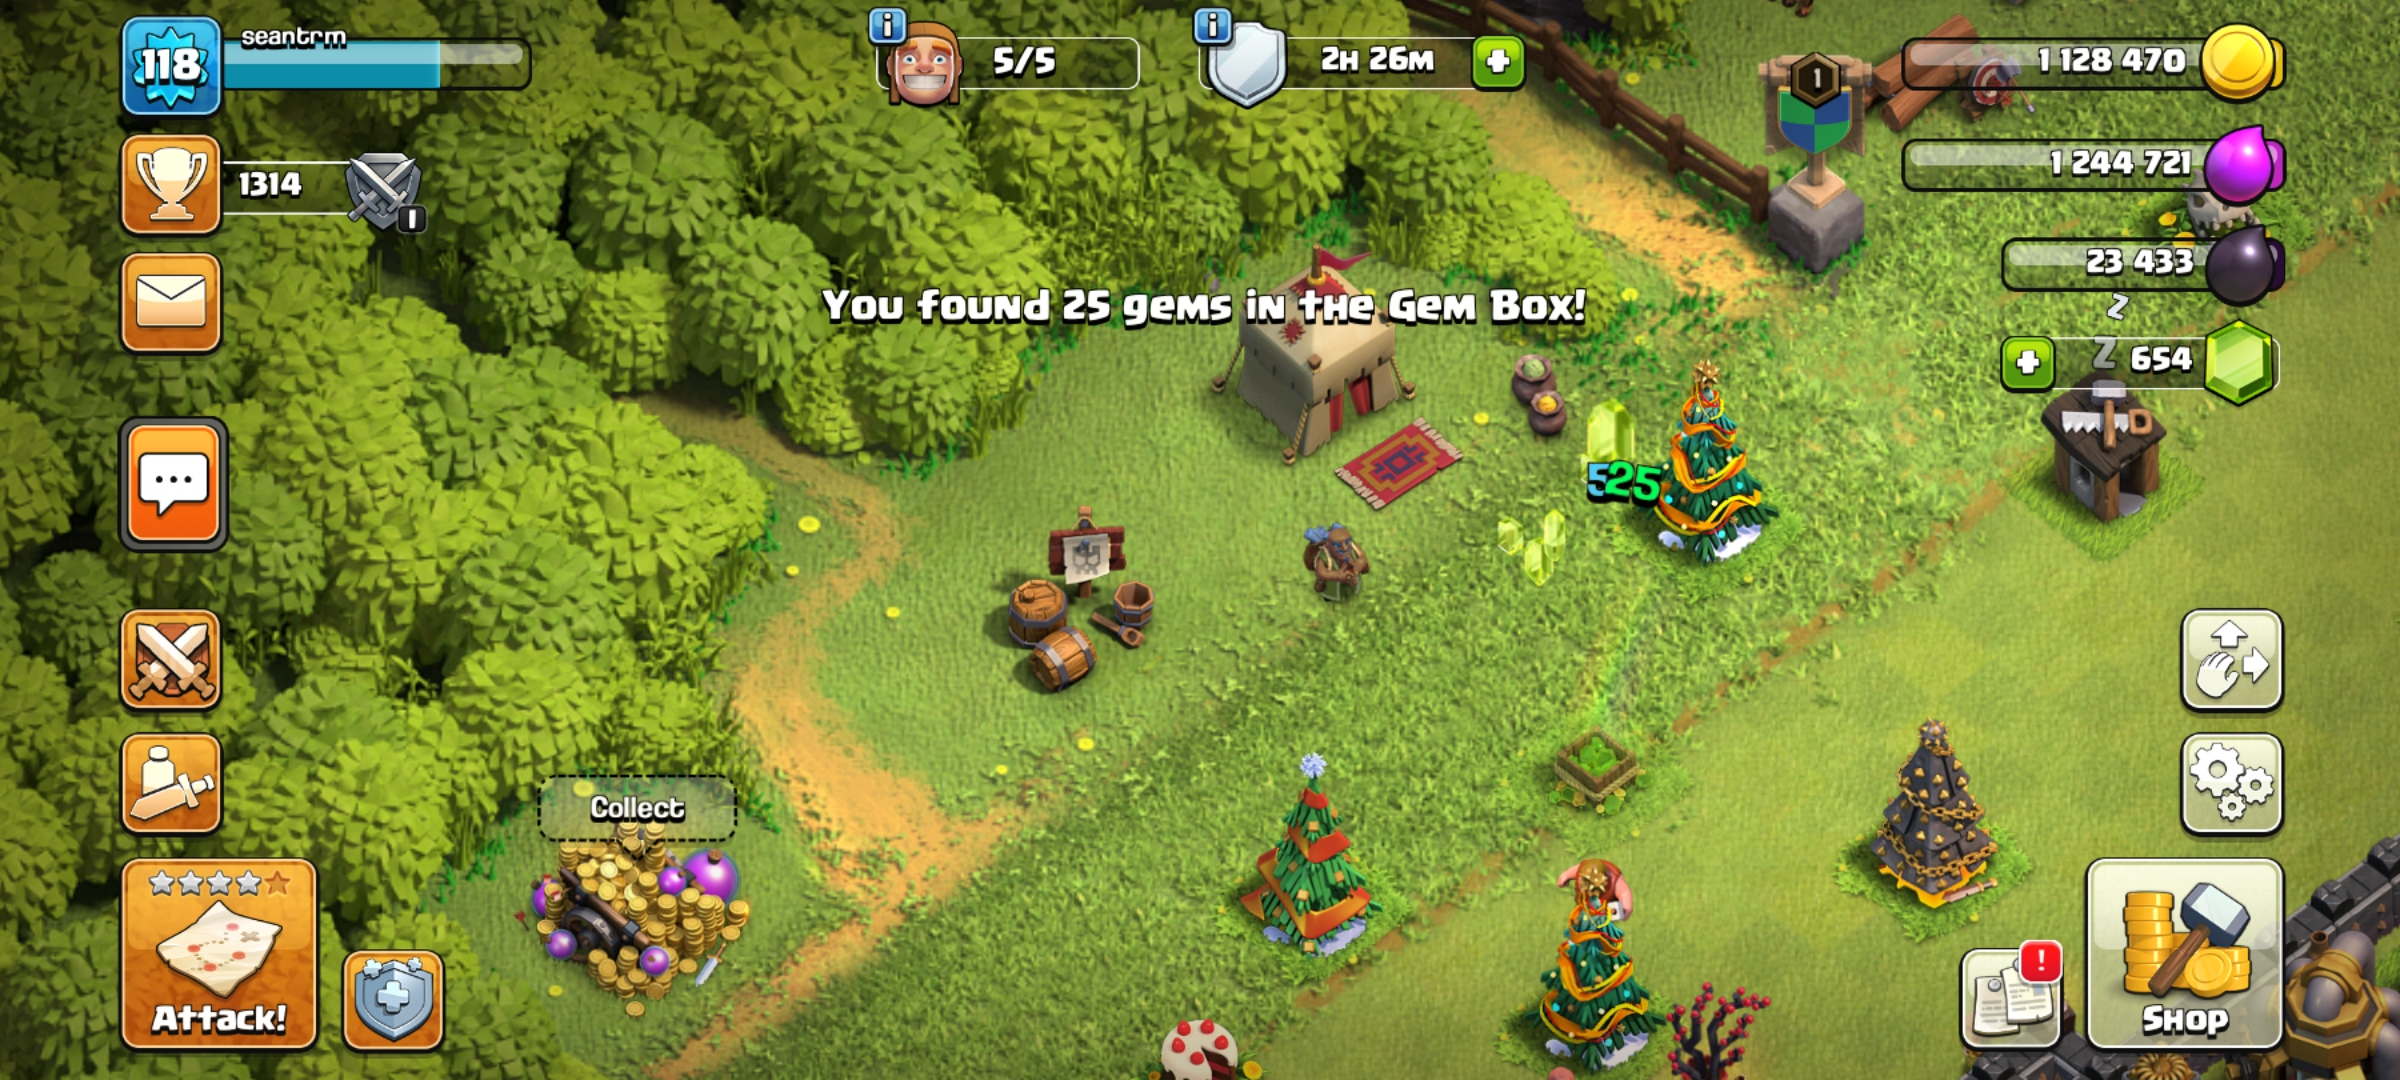 118
seantrm
5/5
2H 26M
1
1 128 470
1314
I
1 244 721
23 433
You found 25 gems in the Gem Box!
z
Z
654
525
Collect
Attack!
!
Shop